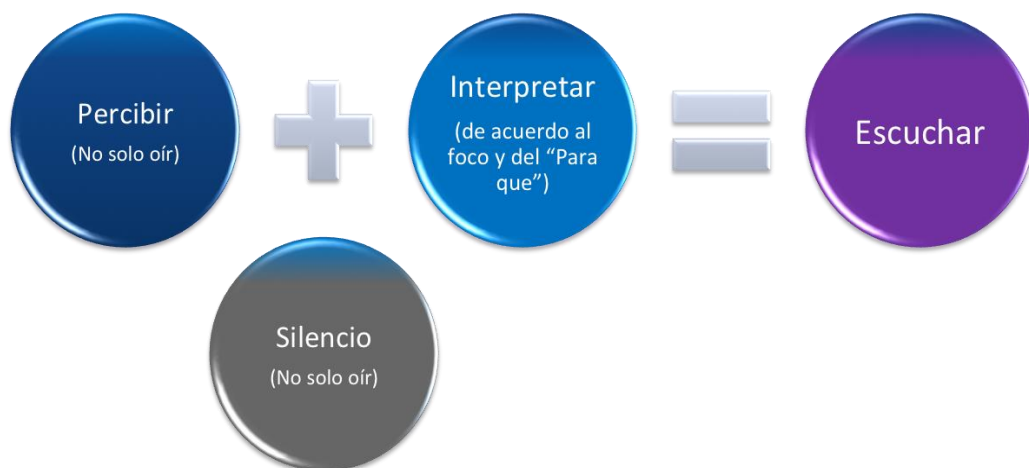 Percibir
(No solo oír)
Interpretar
(de acuerdo al
foco y del “Para
que”)
Escuchar
Silencio
(No solo oír)